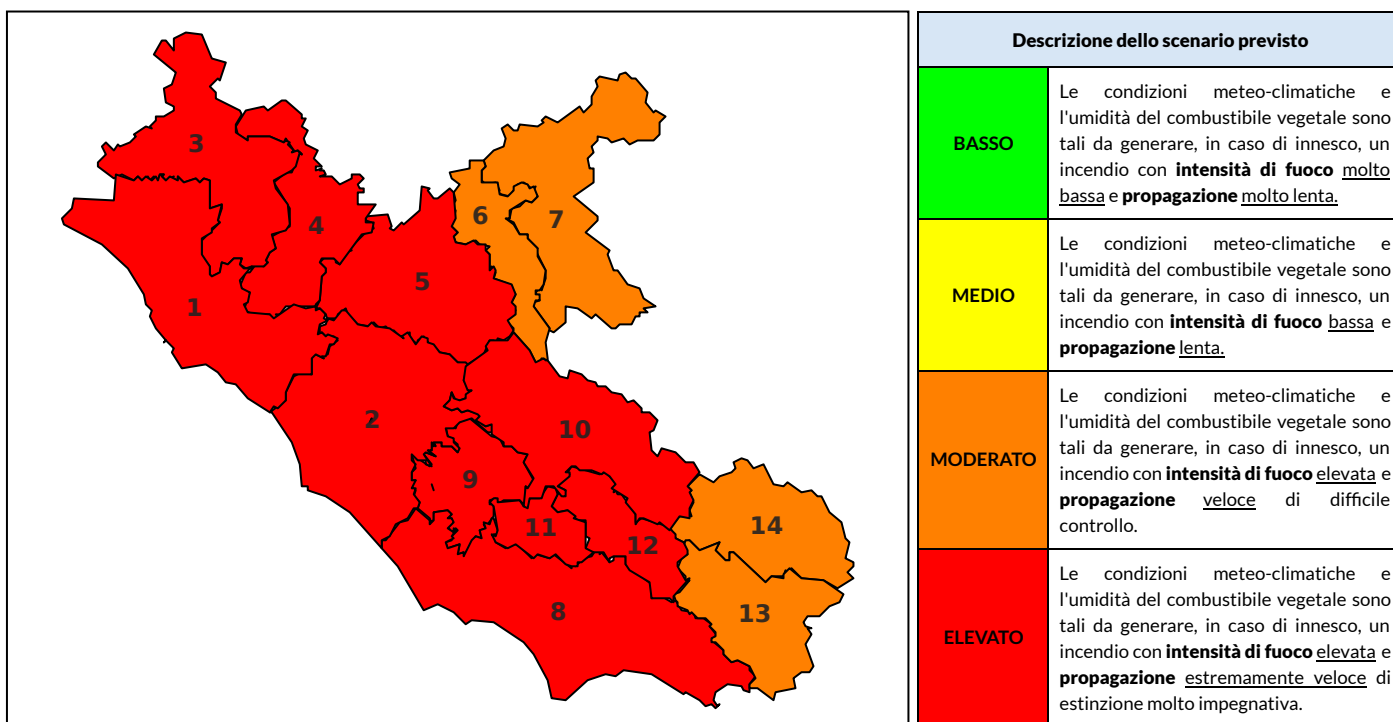 3
4
6
7
5
1
2
10
9
14
11
12
8
13
Descrizione dello scenario previsto
BASSO
Le condizioni meteo-climatiche e
l'umidità del combustibile vegetale sono
tali da generare, in caso di innesco, un
incendio con intensità di fuoco molto
bassa e propagazione molto lenta.
MEDIO
Le condizioni meteo-climatiche e
l'umidità del combustibile vegetale sono
tali da generare, in caso di innesco, un
incendio con intensità di fuoco bassa e
propagazione lenta.
MODERATO
Le condizioni meteo-climatiche e
l'umidità del combustibile vegetale sono
tali da generare, in caso di innesco, un
incendio con intensità di fuoco elevata e
propagazione veloce di difficile
controllo.
ELEVATO
Le condizioni meteo-climatiche e
l'umidità del combustibile vegetale sono
tali da generare, in caso di innesco, un
incendio con intensità di fuoco elevata e
propagazione estremamente veloce di
estinzione molto impegnativa.